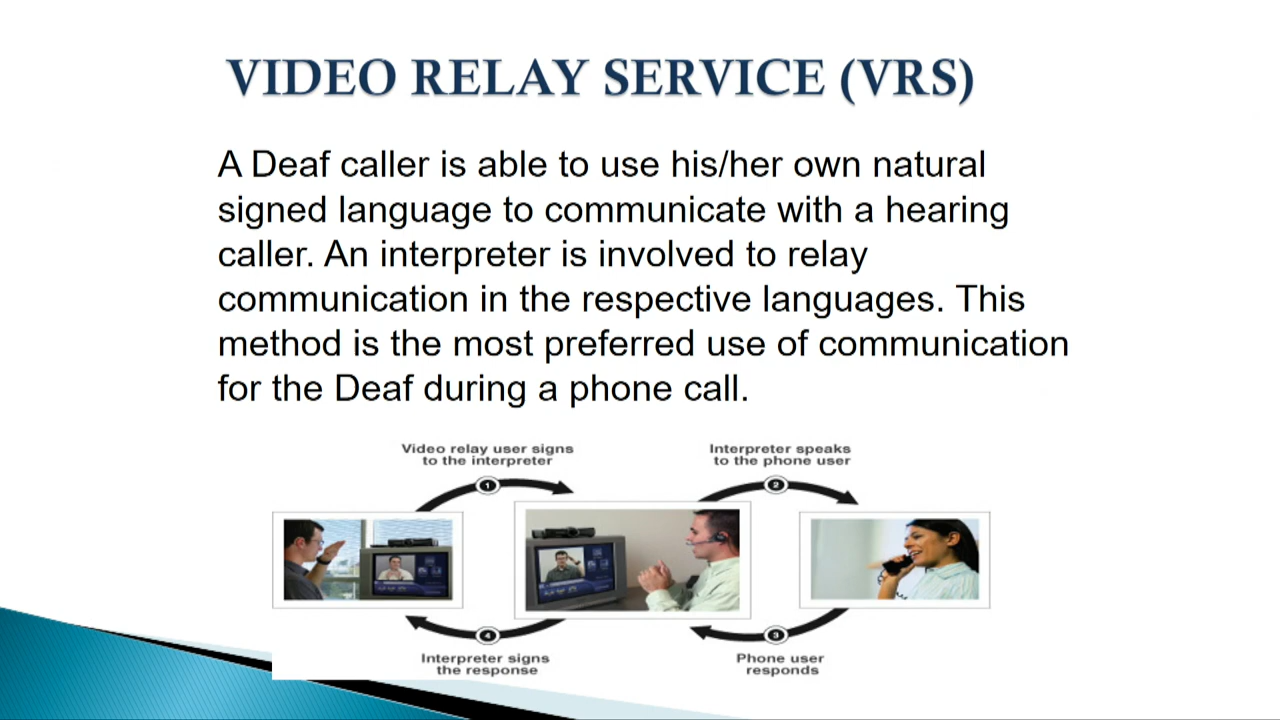 VIDEO RELAY SERVICE (VRS)
A Deaf caller is able to use his/her own natural
signed language to communicate with a hearing
caller. An interpreter is involved to relay
communication in the respective languages. This
method is the most preferred use of communication
for the Deaf during a phone call.
Video relay user signs
to the interpreter
Interpreter speaks
to the phone user
1
2
4
3
Interpreter signs
the response
Phone user
responds